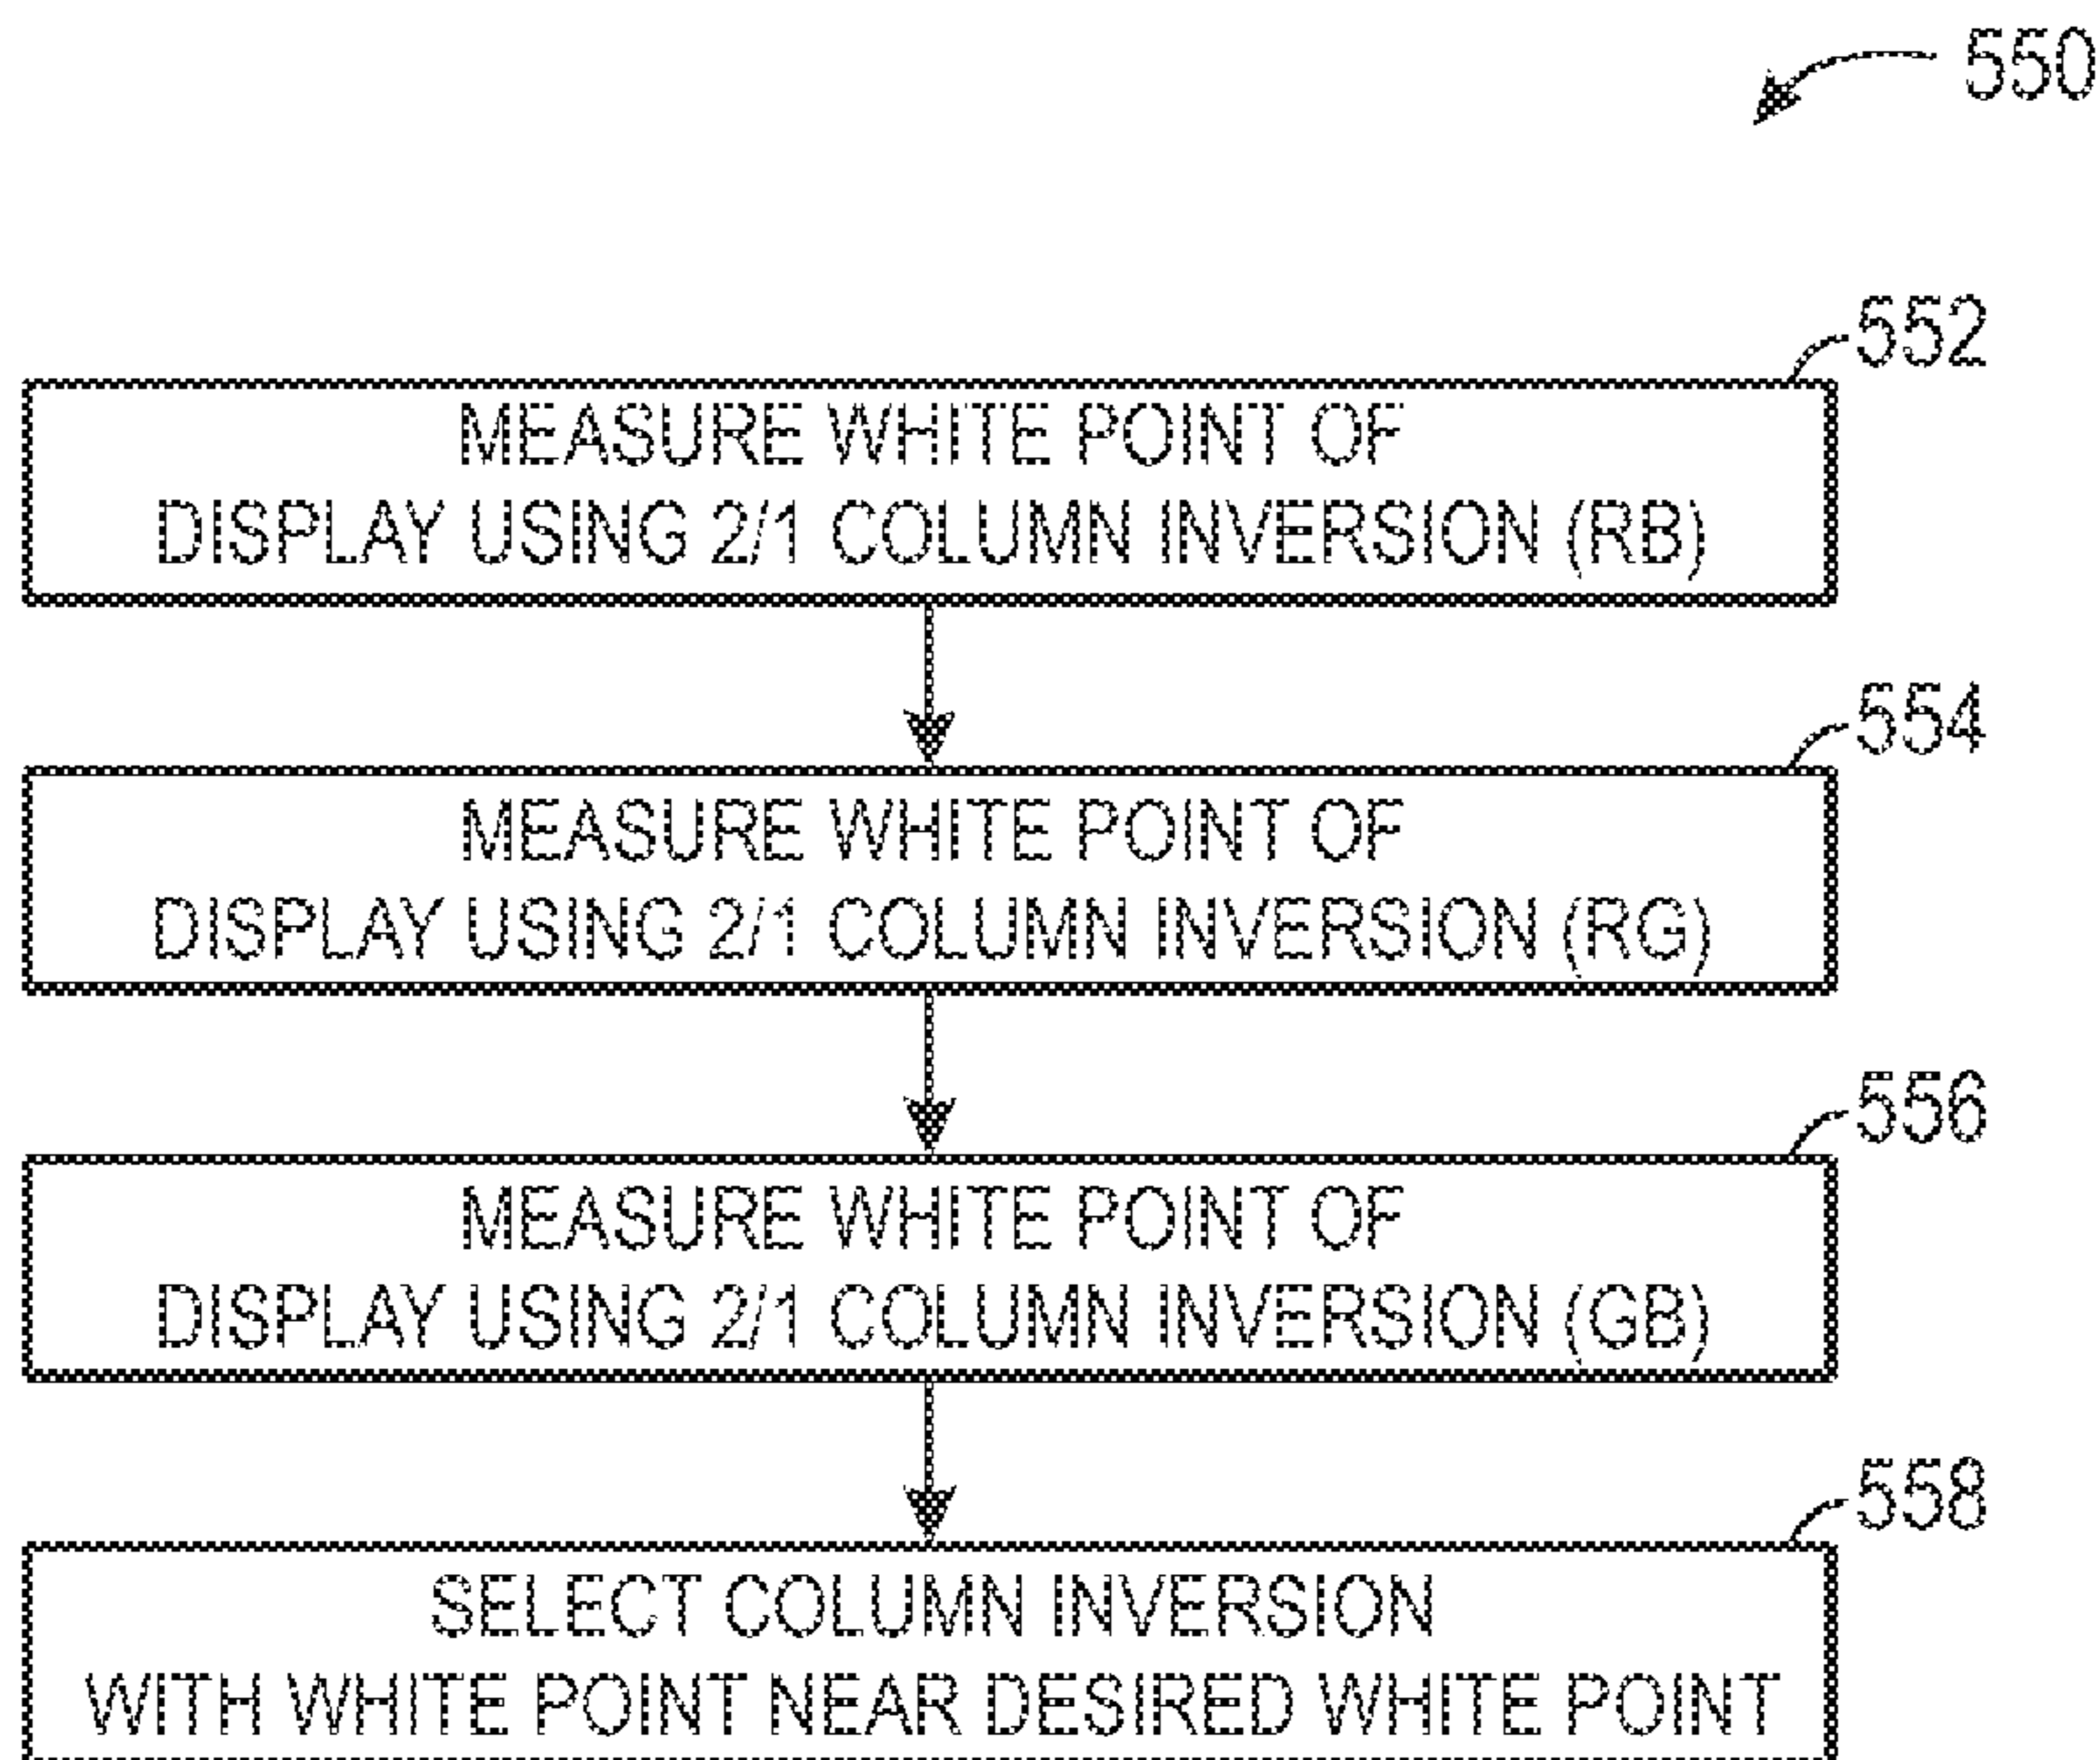 550
552
MEASURE WHITE POINT OF
DISPLAY USING 2/1 COLUMN INVERSION (RB)
554
MEASURE WHITE POINT OF
DISPLAY USING 2/1 COLUMN INVERSION (RG)
556
MEASURE WHITE POINT OF
DISPLAY USING 2/1 COLUMN INVERSION (GB)
558
SELECT COLUMN INVERSION
WITH WHITE POINT NEAR DESIRED WHITE POINT